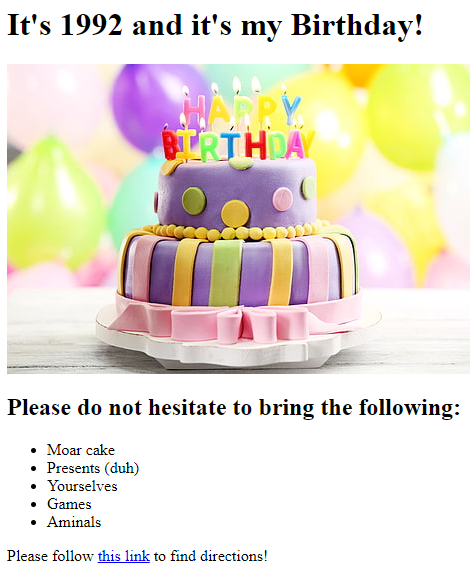 It's 1992 and it's my Birthday!
HAPPY
BIRTHDAY
Please do not hesitate to bring the following:
Moar cake
Presents (duh)
Yourselves
Games
Aminals
Please follow this link to find directions!